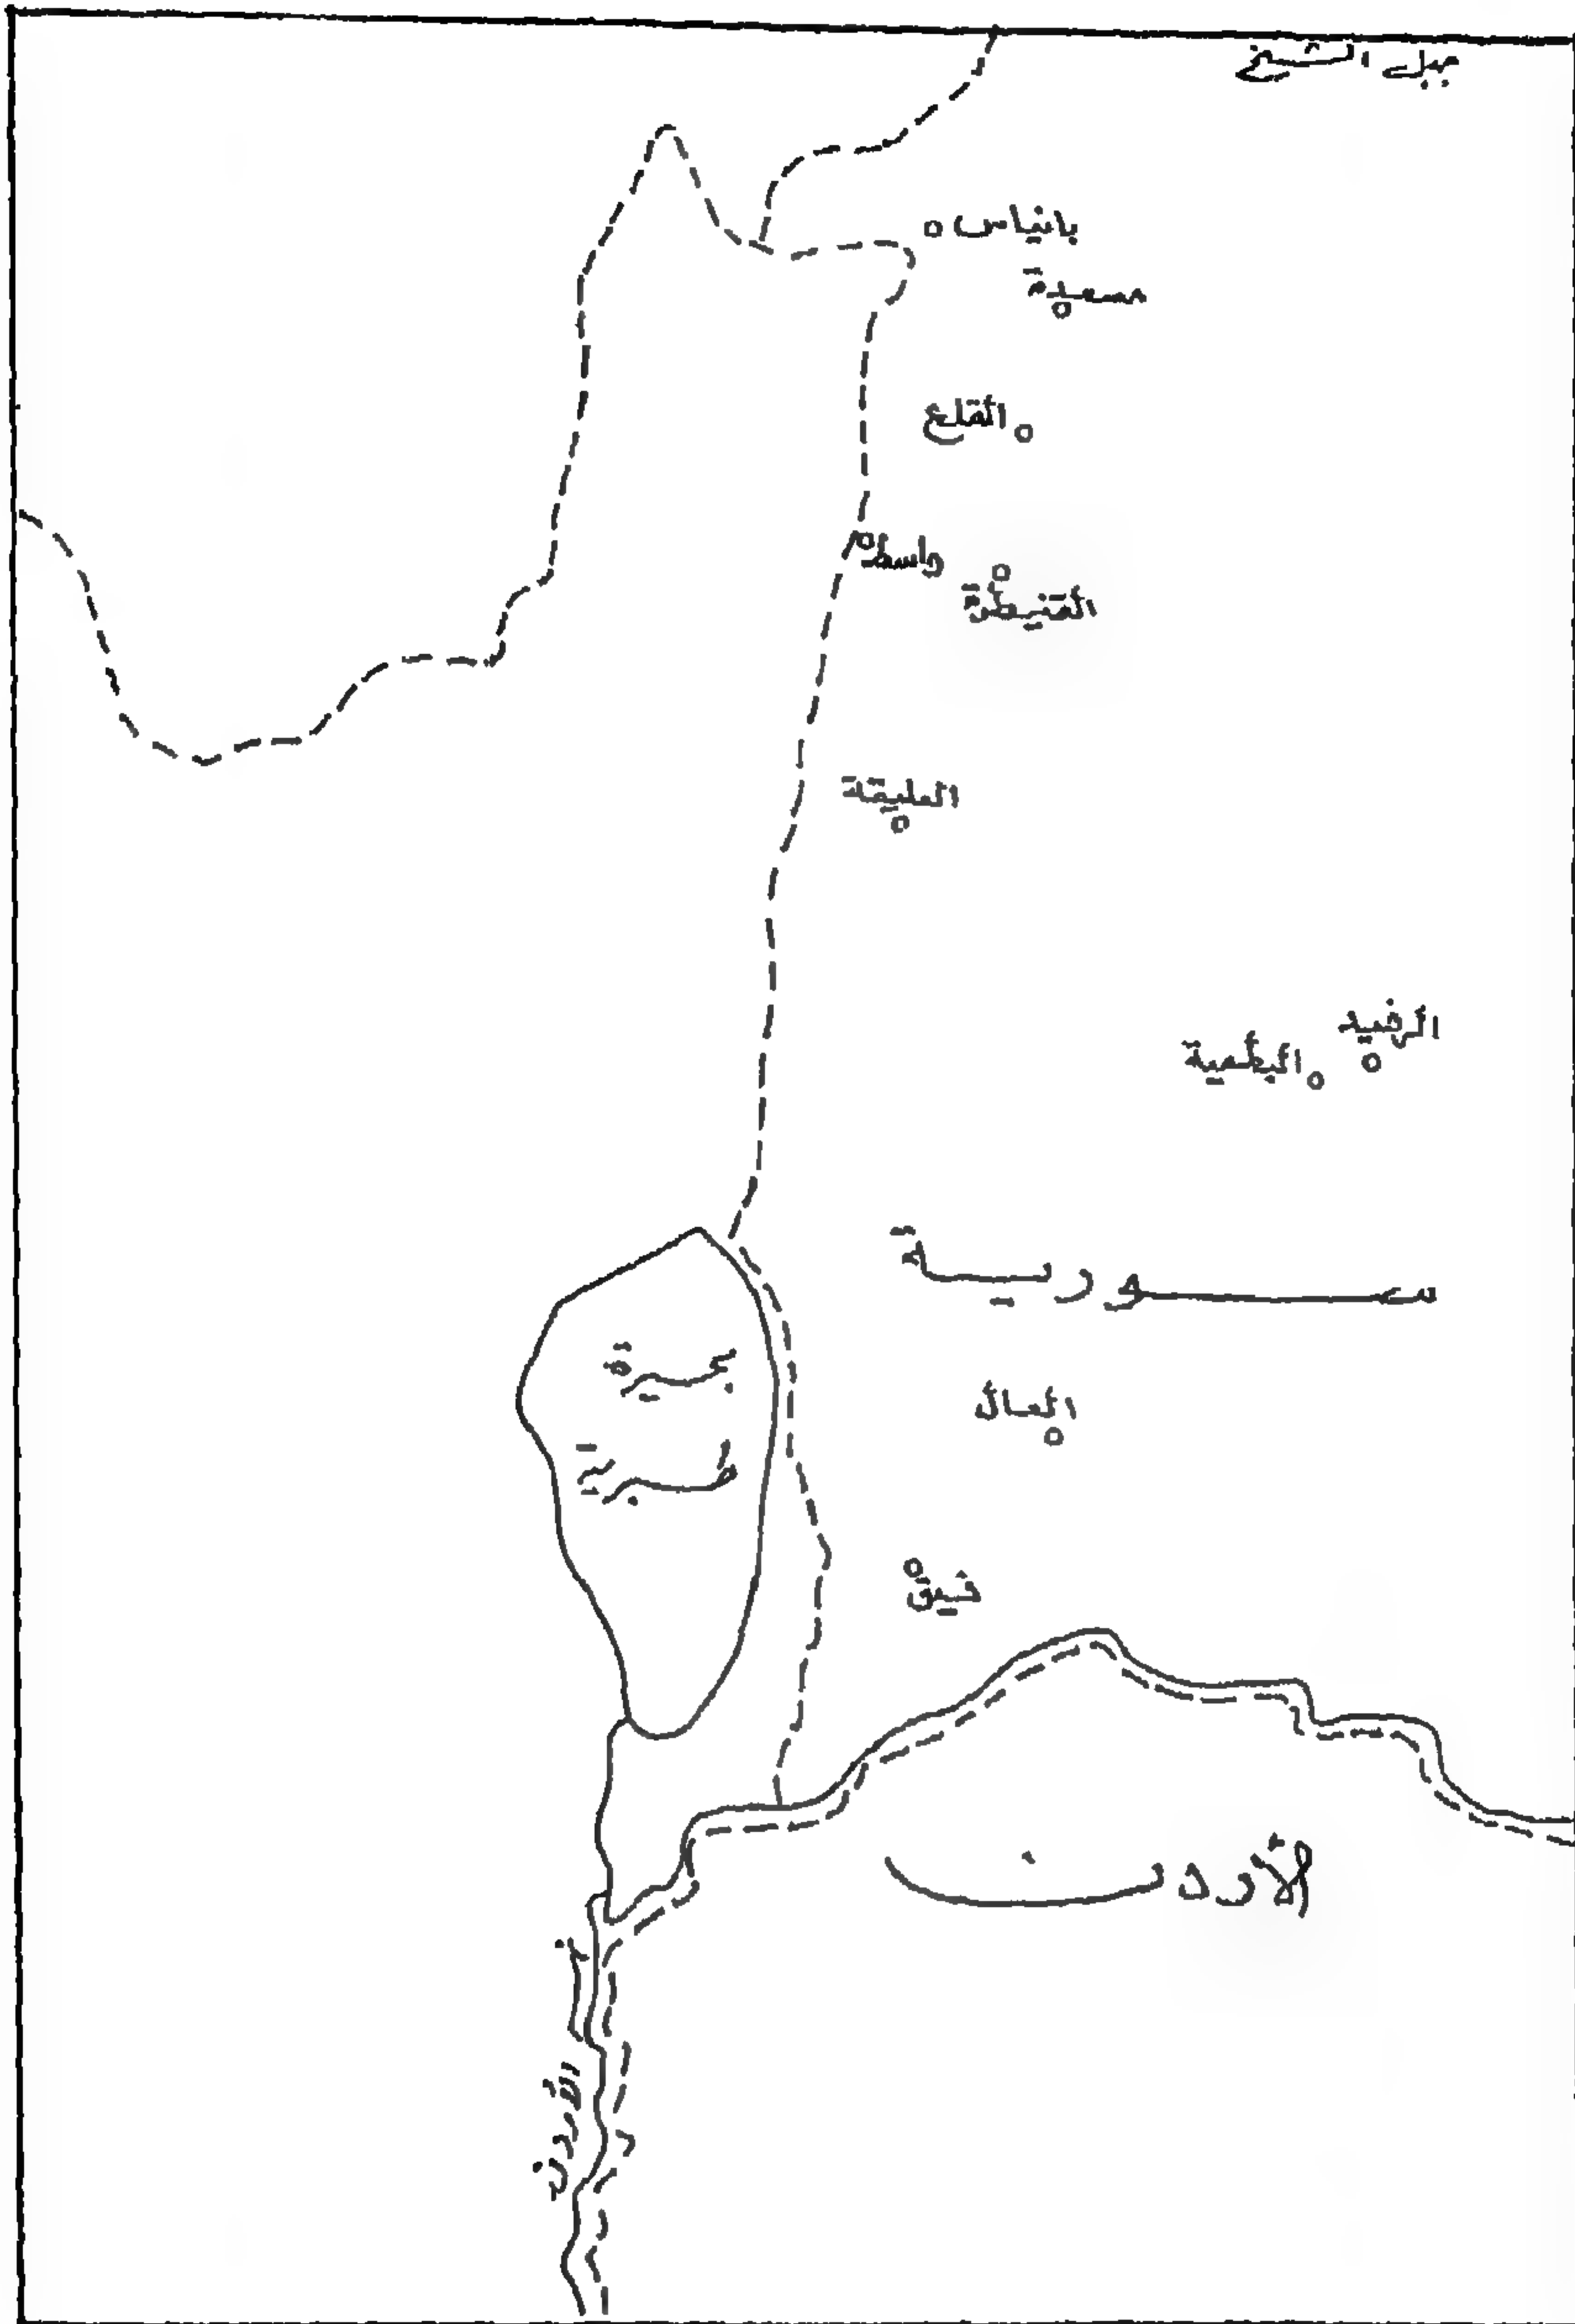 جبل الشيخ
بانياس
مسعدة
القلع
واسط
القنيطرة
العليقة
الرفيد
البطمية
سورية
بحيرة
طبرية
العال
فيق
الأردن
نهر
الأردن